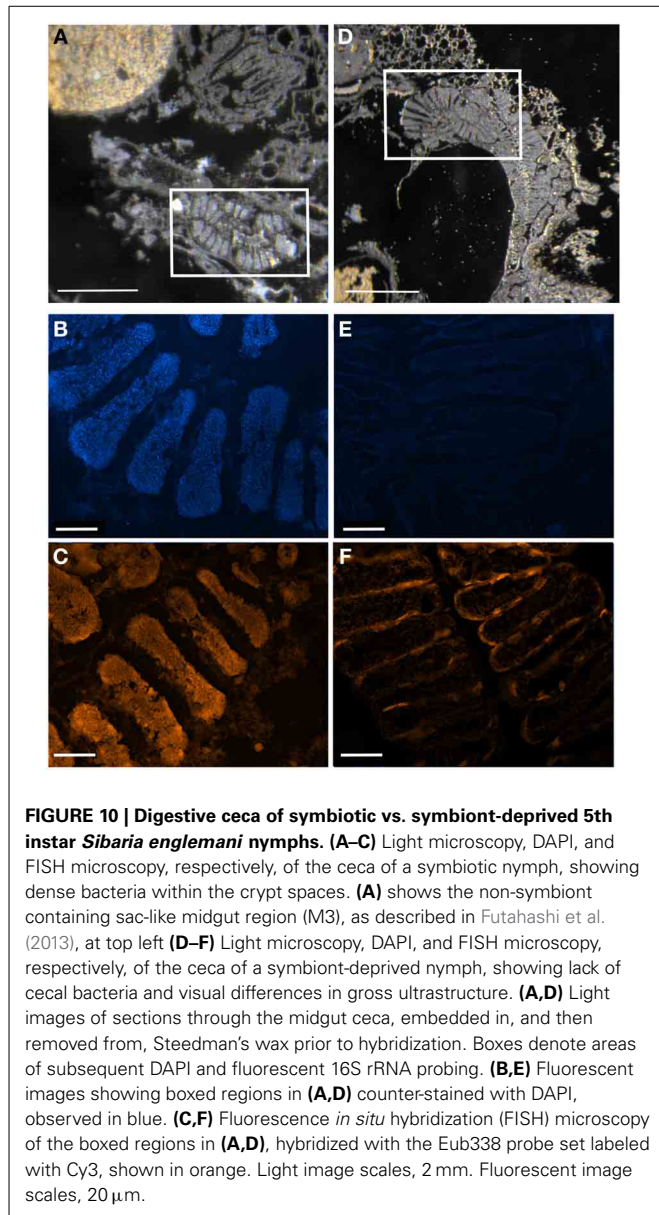 A
D
B
E
C
F
FIGURE 10 | Digestive ceca of symbiotic vs. symbiont-deprived 5th
instar Sibaria englemani nymphs. (A–C) Light microscopy, DAPI, and
FISH microscopy, respectively, of the ceca of a symbiotic nymph, showing
dense bacteria within the crypt spaces. (A) shows the non-symbiont
containing sac-like midgut region (M3), as described in Futahashi et al.
(2013), at top left (D–F) Light microscopy, DAPI, and FISH microscopy,
respectively, of the ceca of a symbiont-deprived nymph, showing lack of
cecal bacteria and visual differences in gross ultrastructure. (A,D) Light
images of sections through the midgut ceca, embedded in, and then
removed from, Steedman's wax prior to hybridization. Boxes denote areas
of subsequent DAPI and fluorescent 16S rRNA probing. (B,E) Fluorescent
images showing boxed regions in (A,D) counter-stained with DAPI,
observed in blue. (C,F) Fluorescence in situ hybridization (FISH) microscopy
of the boxed regions in (A,D), hybridized with the Eub338 probe set labeled
with Cy3, shown in orange. Light image scales, 2 mm. Fluorescent image
scales, 20 μm.